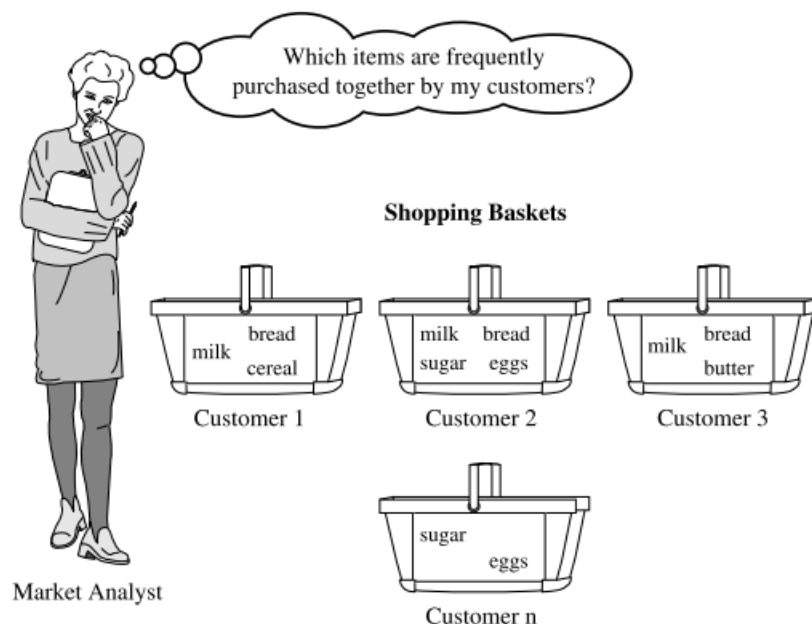 Which items are frequently
purchased together by my customers?
Shopping Baskets
milk
bread
cereal
Customer 1
milk bread
sugar eggs
Customer 2
milk
bread
butter
Customer 3
sugar
eggs
Customer n
Market Analyst